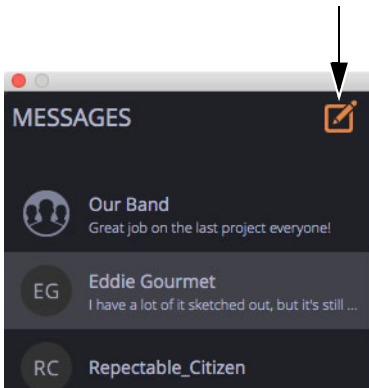 MESSAGES
Our Band
Great job on the last project everyone!
EG
Eddie Gourmet
I have a lot of it sketched out, but it's still ...
RC
Repectable_Citizen